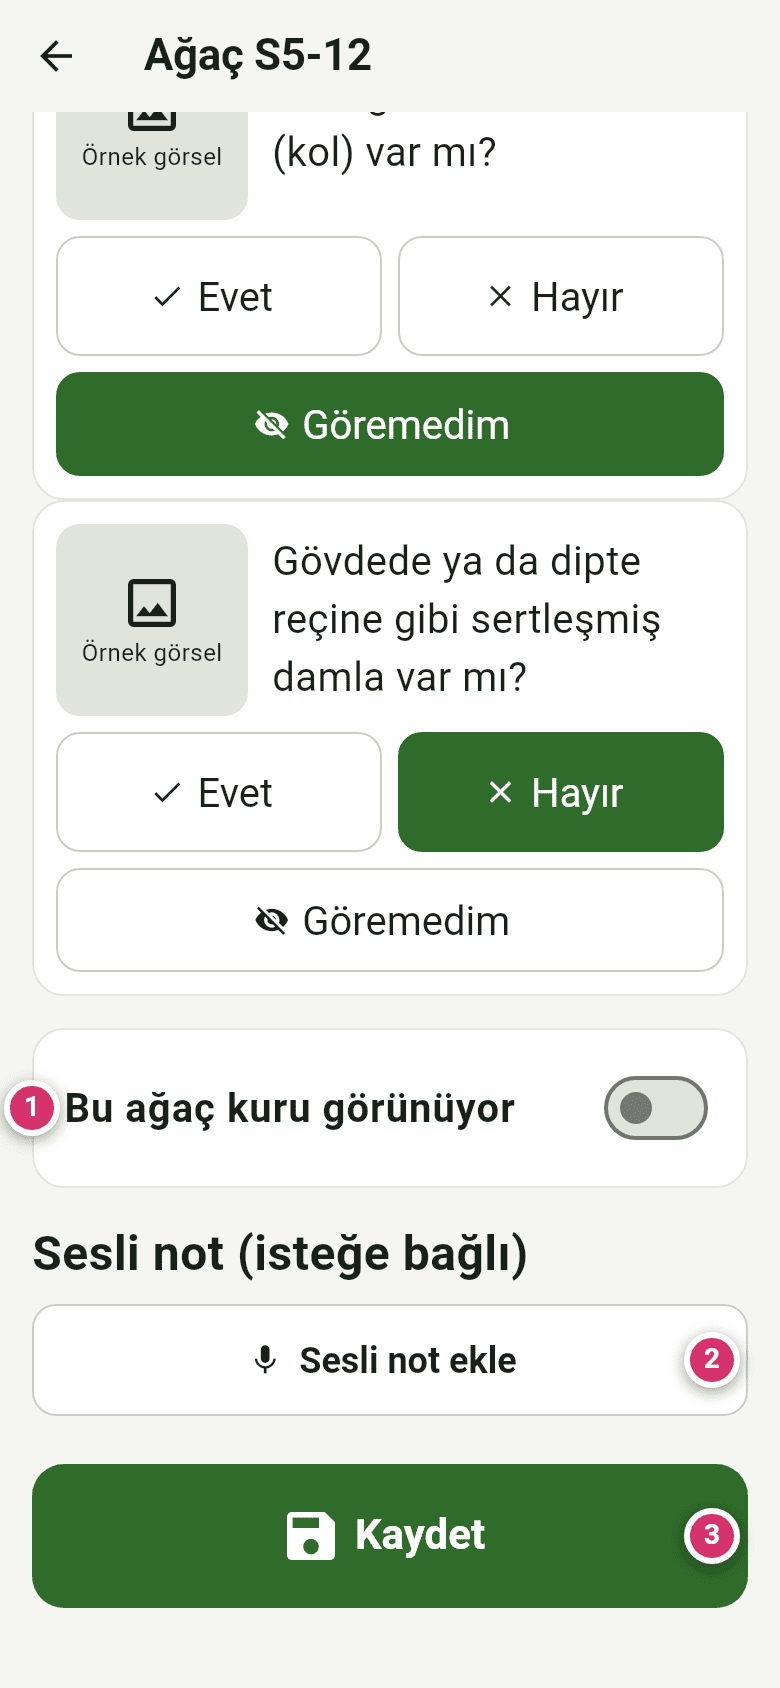 Ağaç S5-12
Örnek görsel
(kol) var mı?
Evet
Hayır
Göremedim
Örnek görsel
Gövdede ya da dipte
reçine gibi sertleşmiş
damla var mı?
Evet
Hayır
Göremedim
1
Bu ağaç kuru görünüyor
Sesli not (isteğe bağlı)
Sesli not ekle
2
Kaydet
3